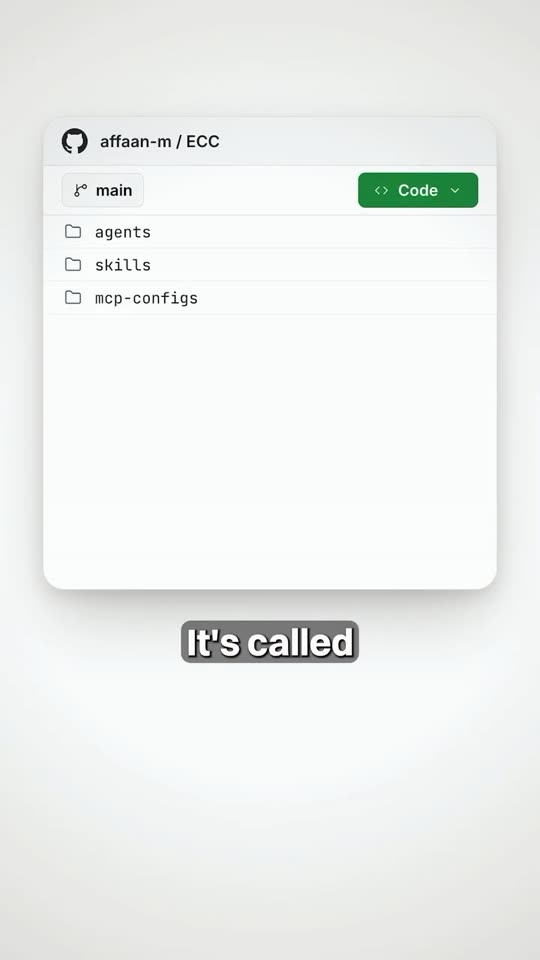 affaan-m / ECC
main
Code
agents
skills
mcp-configs
It's called